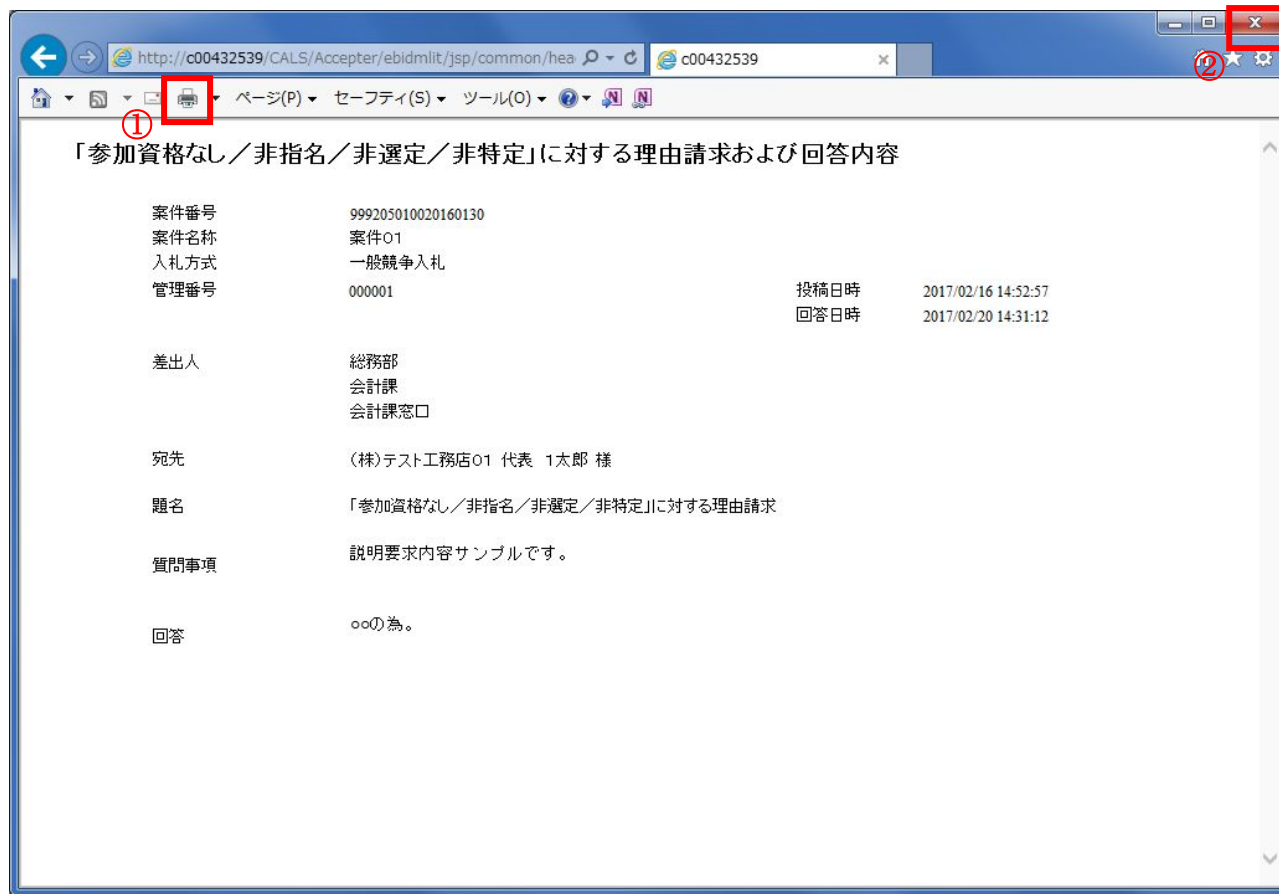 http://c00432539/CALS/Accepter/ebidmlit/jsp/common/hea
c00432539
②
ページ(P) セーフティ(S) ツール(O)
①
「参加資格なし／非指名／非選定／非特定」に対する理由請求および回答内容
案件番号 999205010020160130
案件名称 案件01
入札方式 一般競争入札
管理番号 000001 投稿日時 2017/02/16 14:52:57
回答日時 2017/02/20 14:31:12
差出人 総務部
会計課
会計課窓口
宛先 (株)テスト工務店01 代表 1太郎 様
題名 「参加資格なし／非指名／非選定／非特定」に対する理由請求
質問事項 説明要求内容サンプルです。
回答 ○○の為。